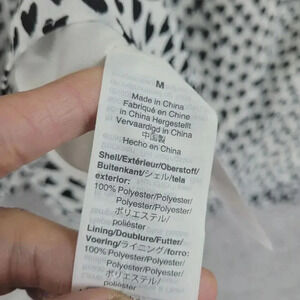 M
Made in China
Fabriqué en Chine
In China Hergestellt
Vervaardigd in China
中国製
Hecho en China
Shell/Extérieur/Oberstoff/
Buitenkant/シェル/tela
exterior:
100% Polyester/Polyester/
Polyester/Polyester/
ポリエステル/
poliéster
Lining/Doublure/Futter/
Voering/ライニング/forro:
100% Polyester/Polyester/
Polyester/Polyester/
ポリエステル/
poliéster